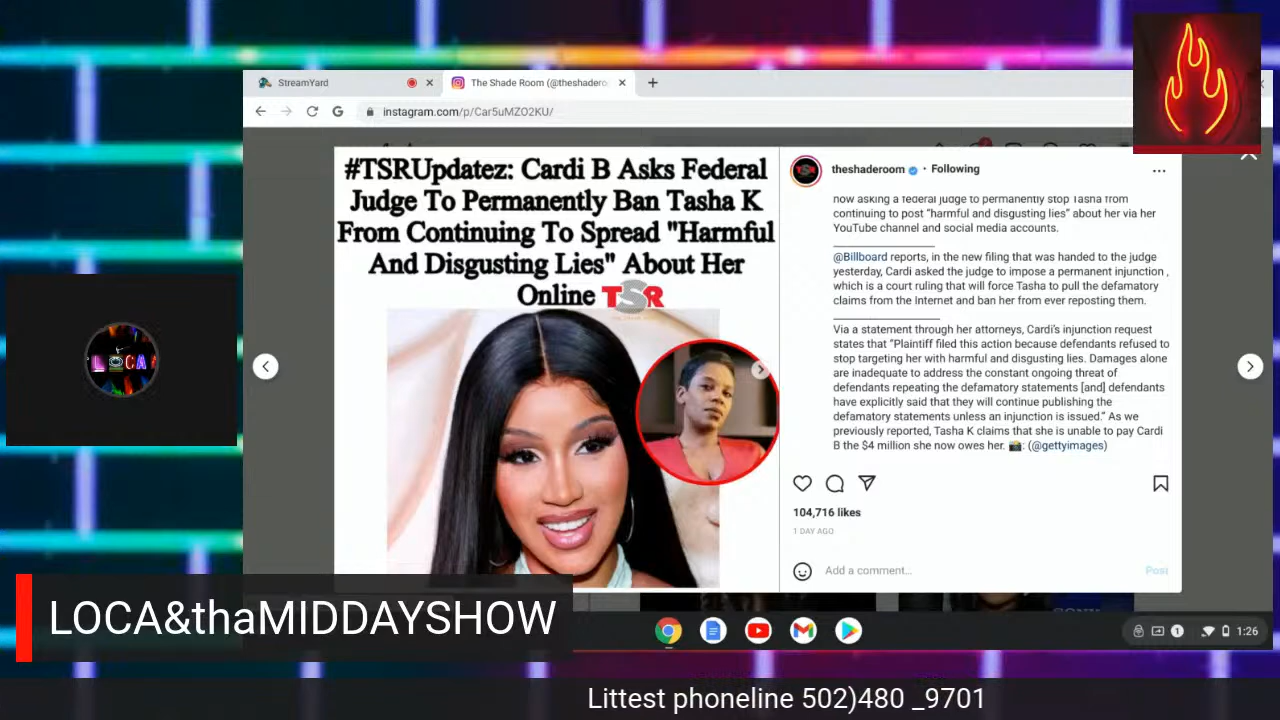 StreamYard
The Shade Room (@theshadero
instagram.com/p/Car5uMZO2KU/
#TSRUpdatez: Cardi B Asks Federal
Judge To Permanently Ban Tasha K
From Continuing To Spread "Harmful
And Disgusting Lies" About Her
Online TSR
theshaderoom • Following
now asking a federal judge to permanently stop Tasha from
continuing to post “harmful and disgusting lies” about her via her
YouTube channel and social media accounts.
@Billboard reports, in the new filing that was handed to the judge
yesterday, Cardi asked the judge to impose a permanent injunction ,
which is a court ruling that will force Tasha to pull the defamatory
claims from the Internet and ban her from ever reposting them.
Via a statement through her attorneys, Cardi’s injunction request
states that “Plaintiff filed this action because defendants refused to
stop targeting her with harmful and disgusting lies. Damages alone
are inadequate to address the constant ongoing threat of
defendants repeating the defamatory statements [and] defendants
have explicitly said that they will continue publishing the
defamatory statements unless an injunction is issued.” As we
previously reported, Tasha K claims that she is unable to pay Cardi
B the $4 million she now owes her. 📸: (@gettyimages)
104,716 likes
1 DAY AGO
Add a comment...
Post
LOCA
LOCA&thaMIDDAYSHOW
1 1:26
Littest phoneline 502)480 _9701